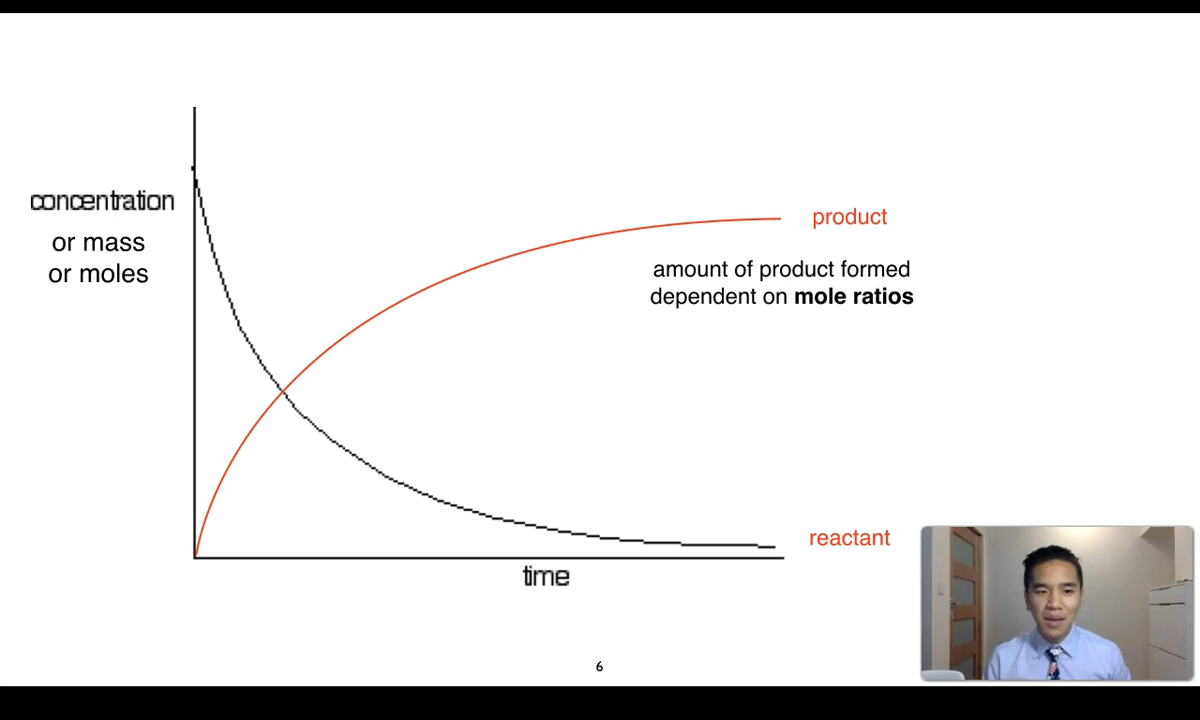 concentration
or mass
or moles
product
amount of product formed
dependent on mole ratios
reactant
time
6